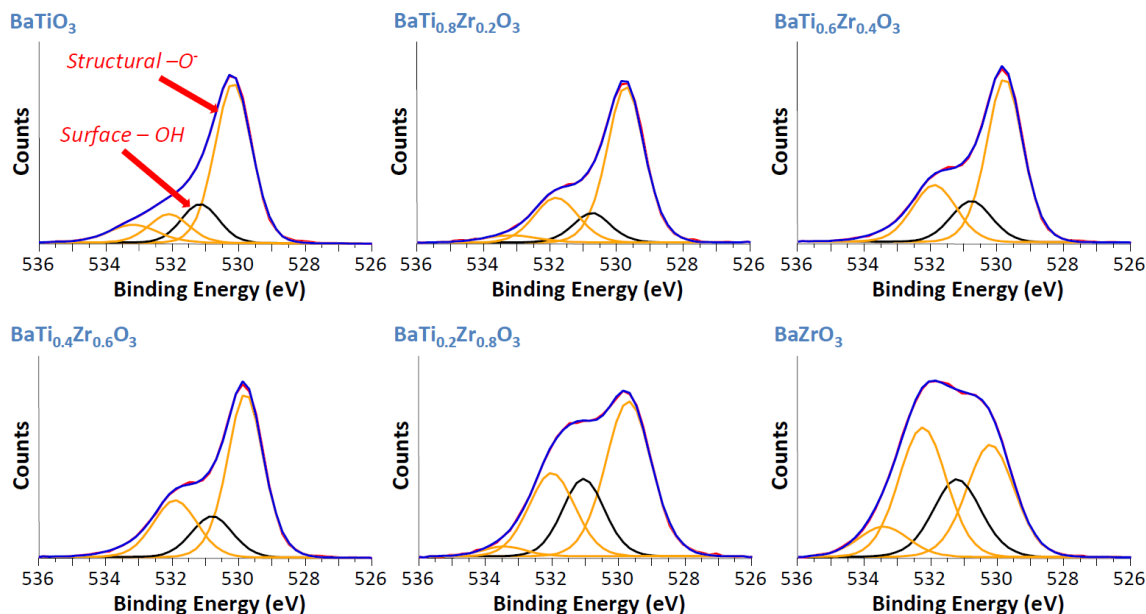 BaTiO₃
BaTi₀.₈Zr₀.₂O₃
BaTi₀.₆Zr₀.₄O₃
Structural –O⁻
Surface – OH
Counts
Counts
Counts
536 534 532 530 528 526
536 534 532 530 528 526
536 534 532 530 528 526
Binding Energy (eV)
Binding Energy (eV)
Binding Energy (eV)
BaTi₀.₄Zr₀.₆O₃
BaTi₀.₂Zr₀.₈O₃
BaZrO₃
Counts
Counts
Counts
536 534 532 530 528 526
536 534 532 530 528 526
536 534 532 530 528 526
Binding Energy (eV)
Binding Energy (eV)
Binding Energy (eV)